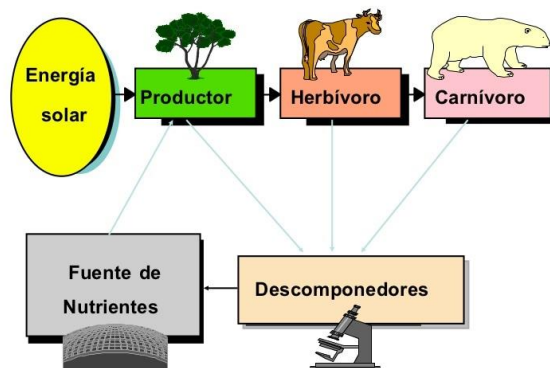 Energía
solar
Productor
Herbívoro
Carnívoro
Fuente de
Nutrientes
Descomponedores